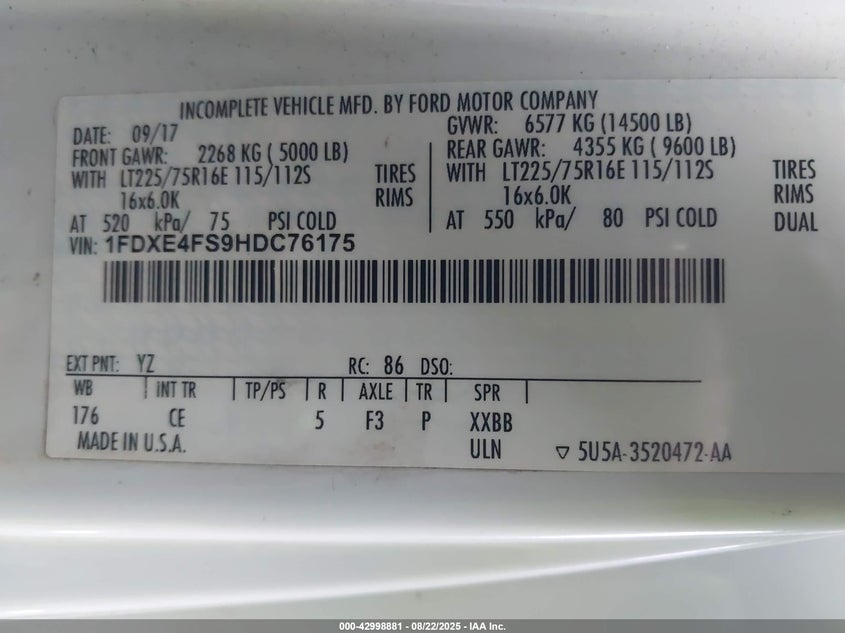 INCOMPLETE VEHICLE MFD. BY FORD MOTOR COMPANY
DATE: 09/17 GVWR: 6577 KG (14500 LB)
FRONT GAWR: 2268 KG ( 5000 LB) REAR GAWR: 4355 KG ( 9600 LB)
WITH LT225/75R16E 115/112S TIRES WITH LT225/75R16E 115/112S TIRES
16x6.0K RIMS 16x6.0K RIMS
AT 520 kPa/ 75 PSI COLD AT 550 kPa/ 80 PSI COLD DUAL
VIN: 1FDXE4FS9HDC76175
EXT PNT: YZ RC: 86 DSO:
WB INT TR TP/PS R AXLE TR SPR
176 CE 5 F3 P XXBB
MADE IN U.S.A. ULN ▽ 5U5A-3520472-AA
000-42998881 - 08/22/2025 - IAA Inc.